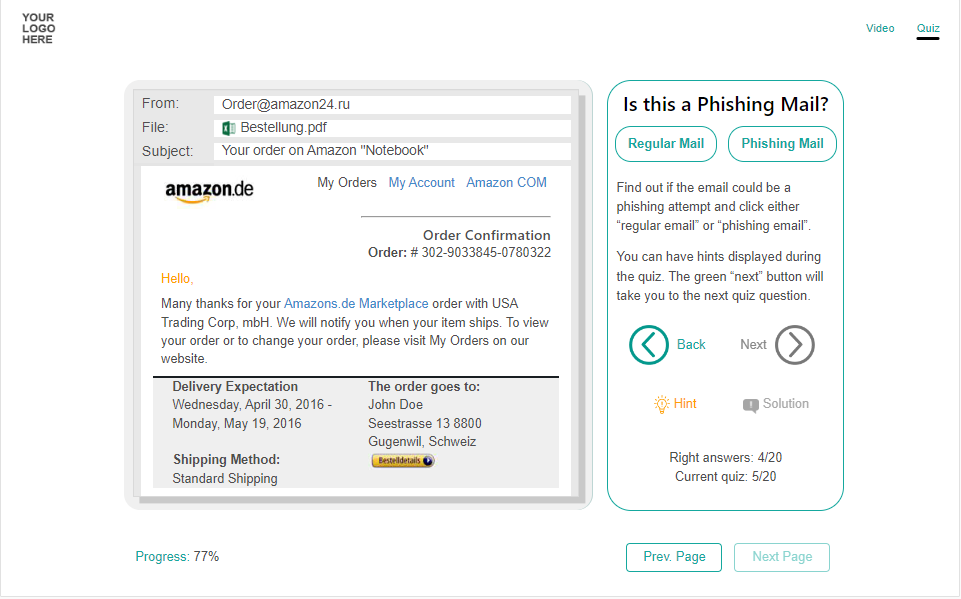 YOUR
LOGO
HERE
Video Quiz
From: Order@amazon24.ru
File: Bestellung.pdf
Subject: Your order on Amazon "Notebook"
amazon.de
My Orders My Account Amazon COM
Order Confirmation
Order: # 302-9033845-0780322
Hello,
Many thanks for your Amazons.de Marketplace order with USA
Trading Corp, mbH. We will notify you when your item ships. To view
your order or to change your order, please visit My Orders on our
website.
Delivery Expectation
Wednesday, April 30, 2016 -
Monday, May 19, 2016
Shipping Method:
Standard Shipping
The order goes to:
John Doe
Seestrasse 13 8800
Gugenwil, Schweiz
Bestelldetails
Is this a Phishing Mail?
Regular Mail Phishing Mail
Find out if the email could be a
phishing attempt and click either
“regular email” or “phishing email”.
You can have hints displayed during
the quiz. The green “next” button will
take you to the next quiz question.
Back Next
Hint Solution
Right answers: 4/20
Current quiz: 5/20
Progress: 77%
Prev. Page Next Page